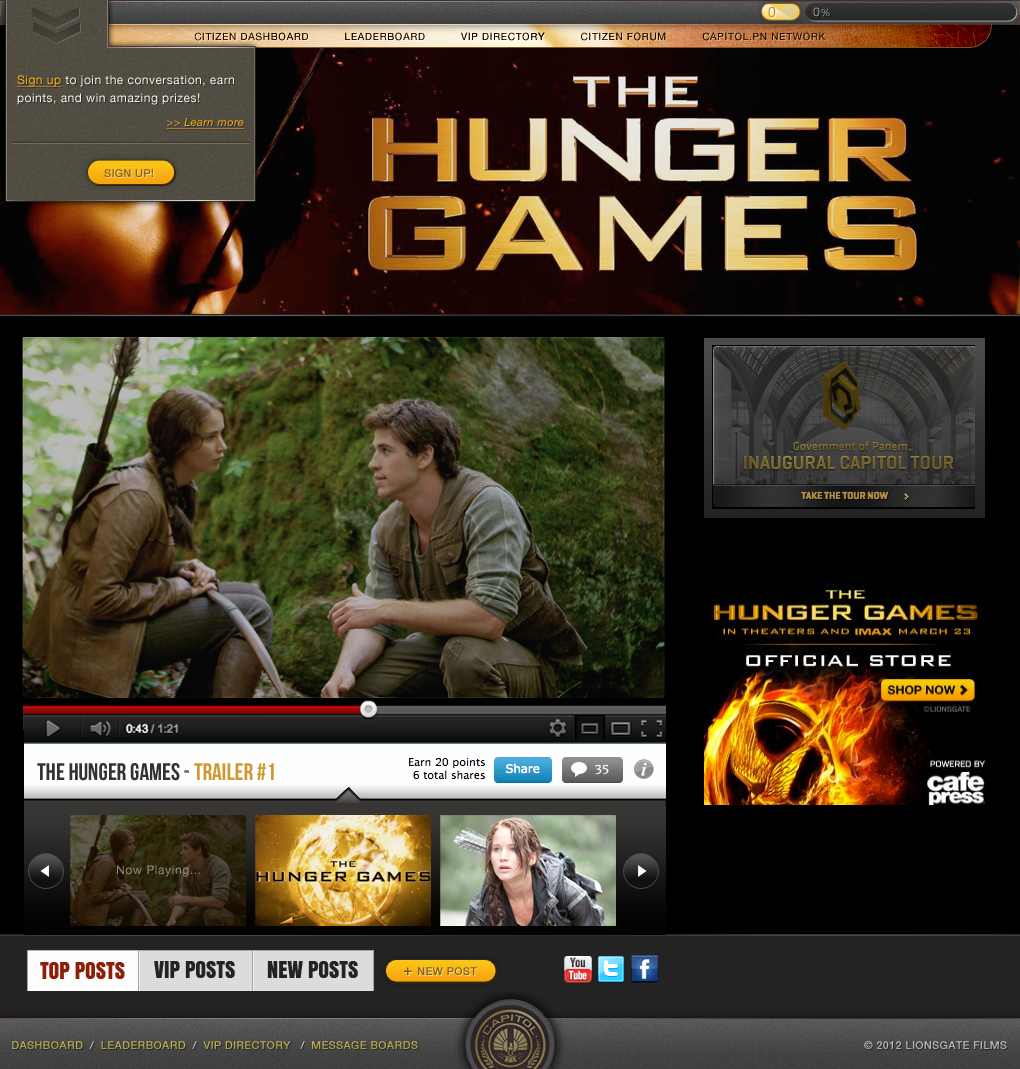 0
0%
CITIZEN DASHBOARD
LEADERBOARD
VIP DIRECTORY
CITIZEN FORUM
CAPITOL.PN NETWORK
Sign up to join the conversation, earn
points, and win amazing prizes!
>> Learn more
SIGN UP!
THE
HUNGER
GAMES
Government of Panem
INAUGURAL CAPITOL TOUR
TAKE THE TOUR NOW >
THE
HUNGER GAMES
IN THEATERS AND IMAX MARCH 23
OFFICIAL STORE
SHOP NOW >
©LIONSGATE
POWERED BY
cafe
press
0:43 / 1:21
THE HUNGER GAMES - TRAILER #1
Earn 20 points
6 total shares
Share
35
i
Now Playing...
THE
HUNGER GAMES
TOP POSTS
VIP POSTS
NEW POSTS
+ NEW POST
You
Tube
t
f
CAPITOL
DASHBOARD / LEADERBOARD / VIP DIRECTORY / MESSAGE BOARDS
© 2012 LIONSGATE FILMS